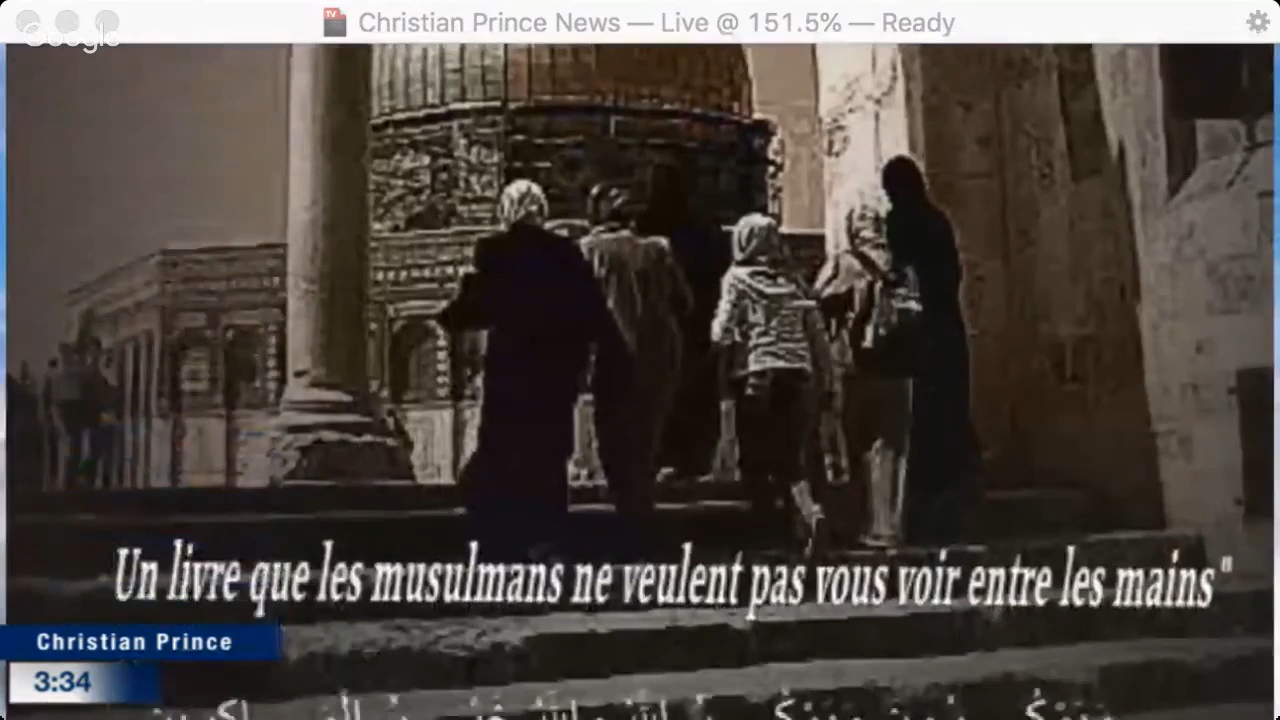 Christian Prince News — Live @ 151.5% — Ready
Google
Un livre que les musulmans ne veulent pas vous voir entre les mains"
Christian Prince
3:34